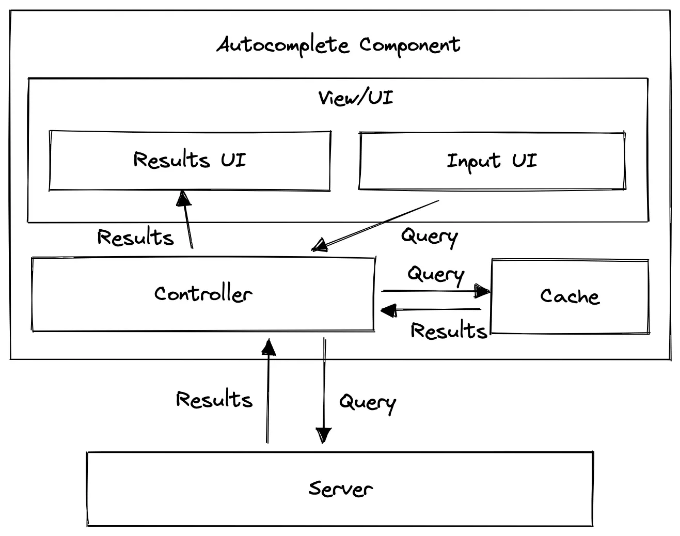 Autocomplete Component
View/UI
Results UI
Input UI
Results
Query
Controller
Query
Cache
Results
Results
Query
Server